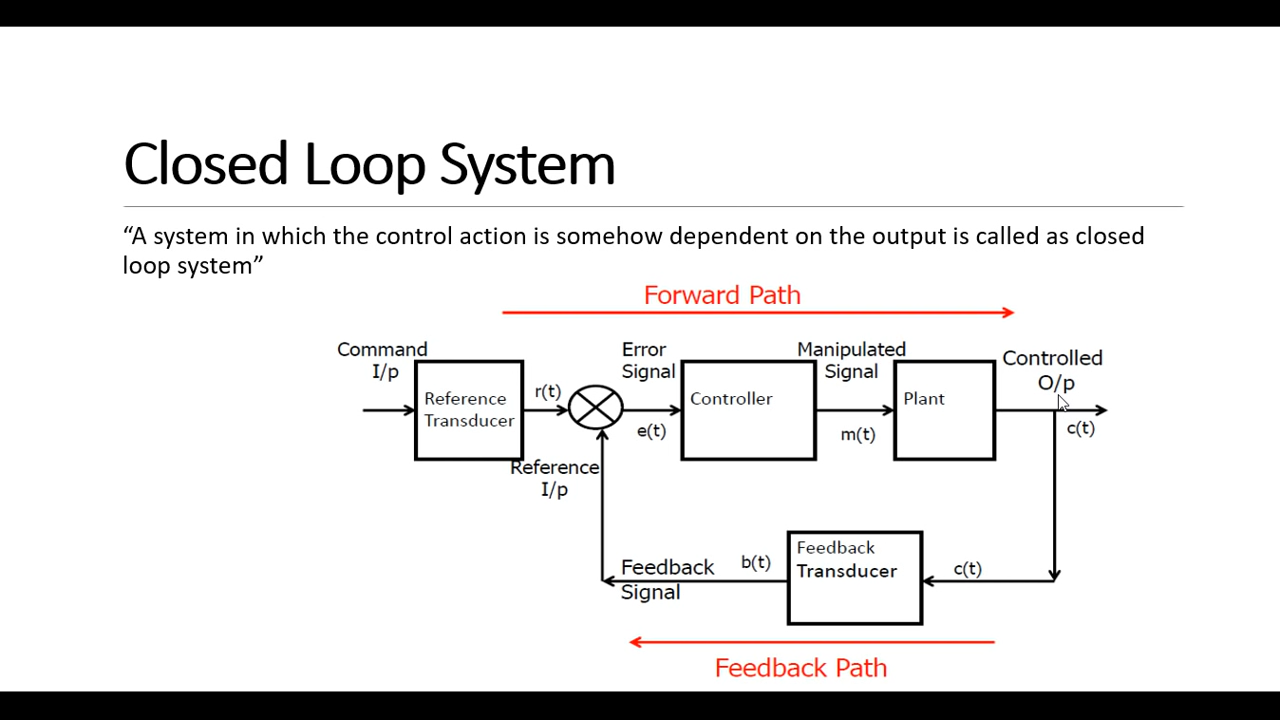 Closed Loop System
“A system in which the control action is somehow dependent on the output is called as closed
loop system”
Forward Path
Command
I/p
Reference
Transducer
r(t)
Reference
I/p
Error
Signal
e(t)
Controller
Manipulated
Signal
m(t)
Plant
Controlled
O/p
c(t)
c(t)
Feedback
Transducer
b(t)
Feedback
Signal
Feedback Path